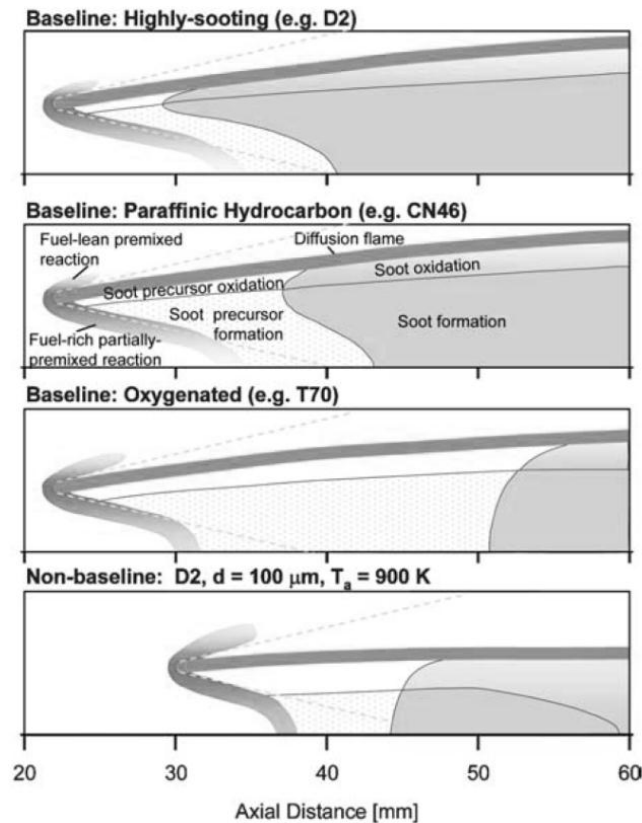 Baseline: Highly-sooting (e.g. D2)
Baseline: Paraffinic Hydrocarbon (e.g. CN46)
Fuel-lean premixed
reaction
Diffusion flame
Soot precursor oxidation
Soot oxidation
Soot precursor
formation
Soot formation
Fuel-rich partially-
premixed reaction
Baseline: Oxygenated (e.g. T70)
Non-baseline: D2, d = 100 μm, Tₐ = 900 K
20 30 40 50 60
Axial Distance [mm]